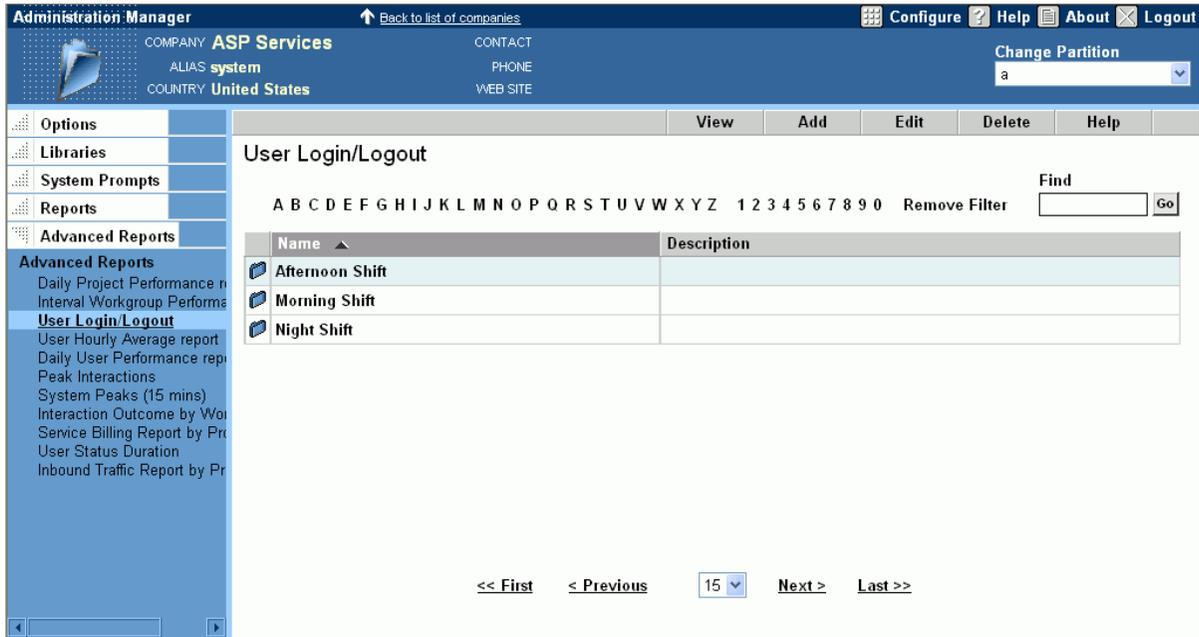 Administration Manager
Back to list of companies
Configure ? Help About Logout
COMPANY ASP Services
ALIAS system
COUNTRY United States
CONTACT
PHONE
WEB SITE
Change Partition
a
Options
Libraries
System Prompts
Reports
Advanced Reports
Advanced Reports
Daily Project Performance r
Interval Workgroup Performa
User Login/Logout
User Hourly Average report
Daily User Performance repo
Peak Interactions
System Peaks (15 mins)
Interaction Outcome by Wor
Service Billing Report by Pro
User Status Duration
Inbound Traffic Report by Pr
View Add Edit Delete Help
User Login/Logout
Find
A B C D E F G H I J K L M N O P Q R S T U V W X Y Z 1 2 3 4 5 6 7 8 9 0 Remove Filter
Go
Name Description
Afternoon Shift
Morning Shift
Night Shift
<< First < Previous 15 Next > Last >>